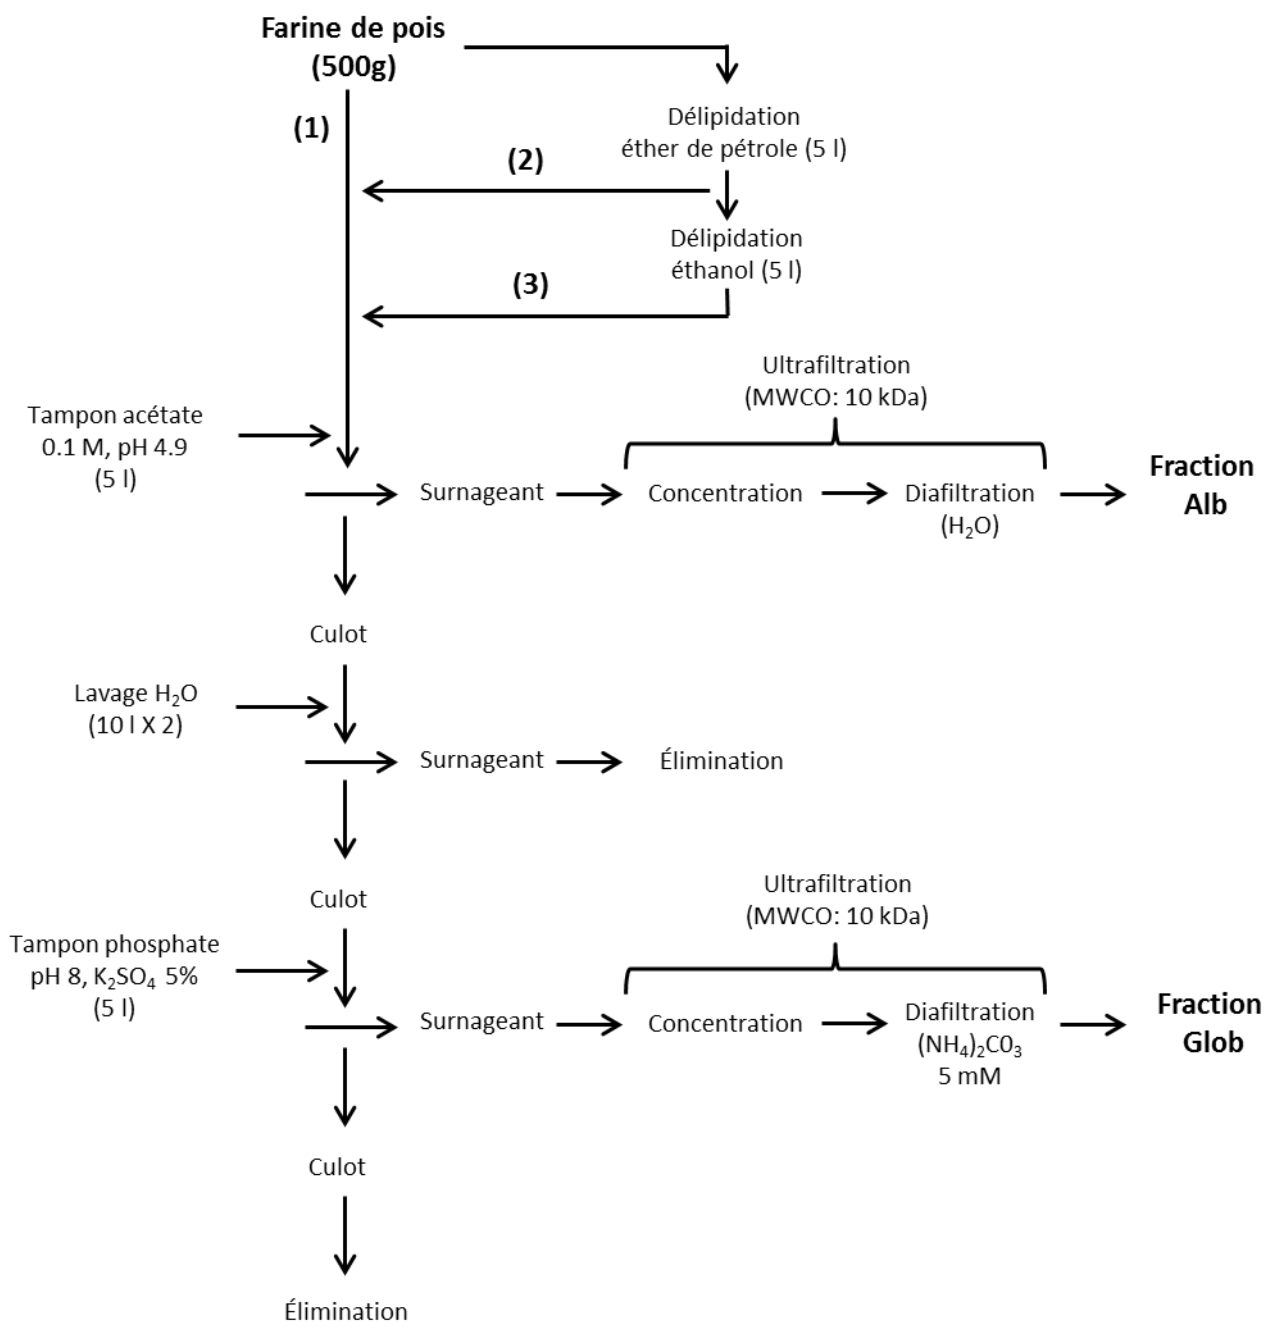 Farine de pois
(500g)
(1)
Délipidation
éther de pétrole (5 l)
(2)
Délipidation
éthanol (5 l)
(3)
Ultrafiltration
(MWCO: 10 kDa)
Tampon acétate
0.1 M, pH 4.9
(5 l)
Surnageant
Concentration
Diafiltration
(H₂O)
Fraction
Alb
Culot
Lavage H₂O
(10 l X 2)
Surnageant
Élimination
Culot
Ultrafiltration
(MWCO: 10 kDa)
Tampon phosphate
pH 8, K₂SO₄ 5%
(5 l)
Surnageant
Concentration
Diafiltration
(NH₄)₂C0₃
5 mM
Fraction
Glob
Culot
Élimination